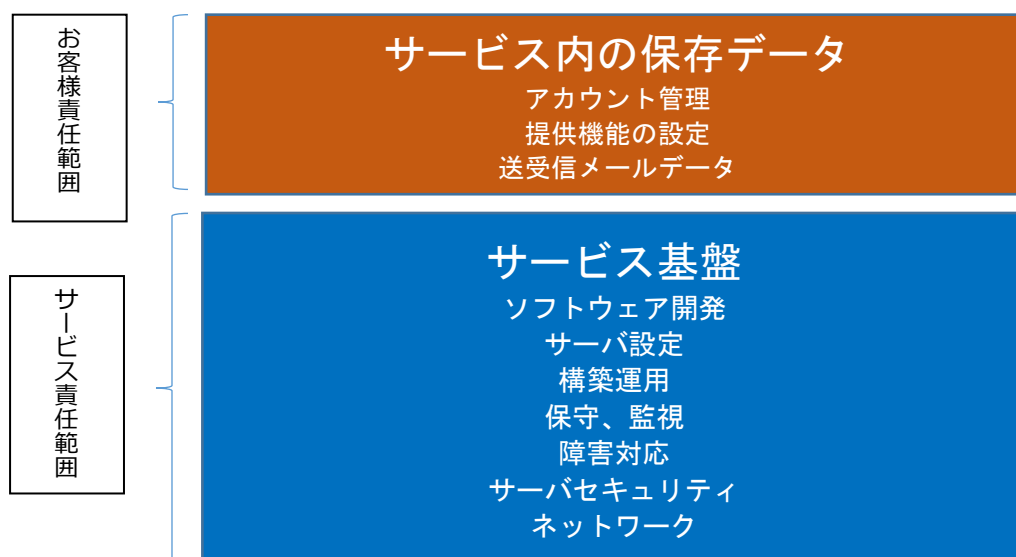 お客様責任範囲
サービス内の保存データ
アカウント管理
提供機能の設定
送受信メールデータ
サービス責任範囲
サービス基盤
ソフトウェア開発
サーバ設定
構築運用
保守、監視
障害対応
サーバセキュリティ
ネットワーク